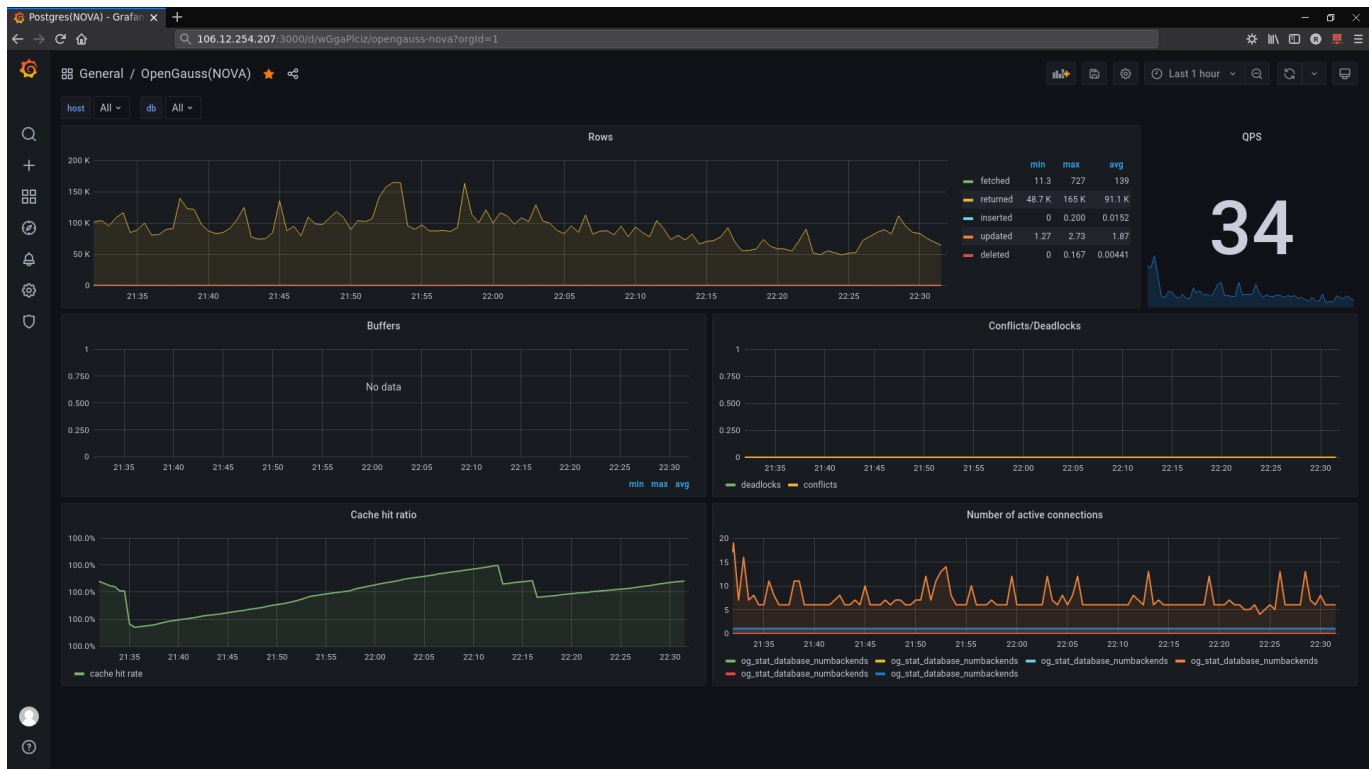 Postgres(NOVA) - Grafan
106.12.254.207:3000/d/wGgaPlciz/opengauss-nova?orgId=1
General / OpenGauss(NOVA)
Last 1 hour
host All db All
Rows
200 K
150 K
100 K
50 K
0
21:35 21:40 21:45 21:50 21:55 22:00 22:05 22:10 22:15 22:20 22:25 22:30
min max avg
fetched 11.3 727 139
returned 48.7 K 165 K 91.1 K
inserted 0 0.200 0.0152
updated 1.27 2.73 1.87
deleted 0 0.167 0.00441
QPS
34
Buffers
1
0.750
0.500
0.250
0
No data
21:35 21:40 21:45 21:50 21:55 22:00 22:05 22:10 22:15 22:20 22:25 22:30
min max avg
Conflicts/Deadlocks
1
0.750
0.500
0.250
0
21:35 21:40 21:45 21:50 21:55 22:00 22:05 22:10 22:15 22:20 22:25 22:30
deadlocks conflicts
Cache hit ratio
100.0%
100.0%
100.0%
100.0%
100.0%
21:35 21:40 21:45 21:50 21:55 22:00 22:05 22:10 22:15 22:20 22:25 22:30
cache hit rate
Number of active connections
20
15
10
5
0
21:35 21:40 21:45 21:50 21:55 22:00 22:05 22:10 22:15 22:20 22:25 22:30
og_stat_database_numbackends og_stat_database_numbackends og_stat_database_numbackends og_stat_database_numbackends
og_stat_database_numbackends og_stat_database_numbackends